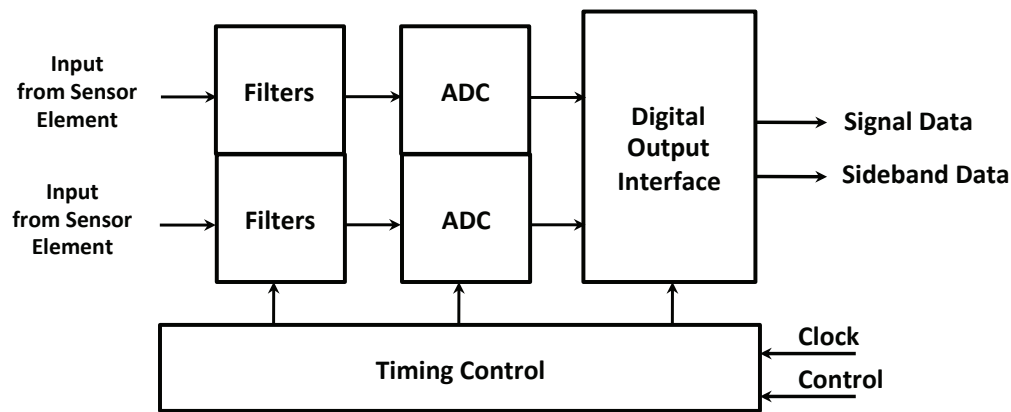 Input
from Sensor
Element
Filters
ADC
Digital
Output
Interface
Signal Data
Sideband Data
Input
from Sensor
Element
Filters
ADC
Timing Control
Clock
Control